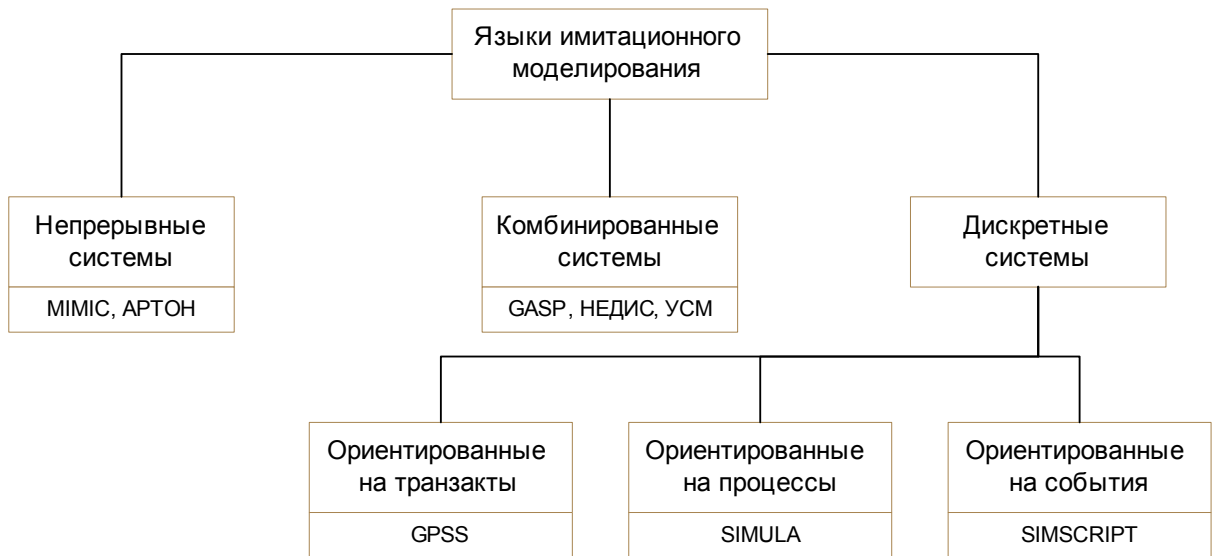 Языки имитационного
моделирования
Непрерывные
системы
MIMIC, АРТОН
Комбинированные
системы
GASP, НЕДИС, УСМ
Дискретные
системы
Ориентированные
на транзакты
GPSS
Ориентированные
на процессы
SIMULA
Ориентированные
на события
SIMSCRIPT